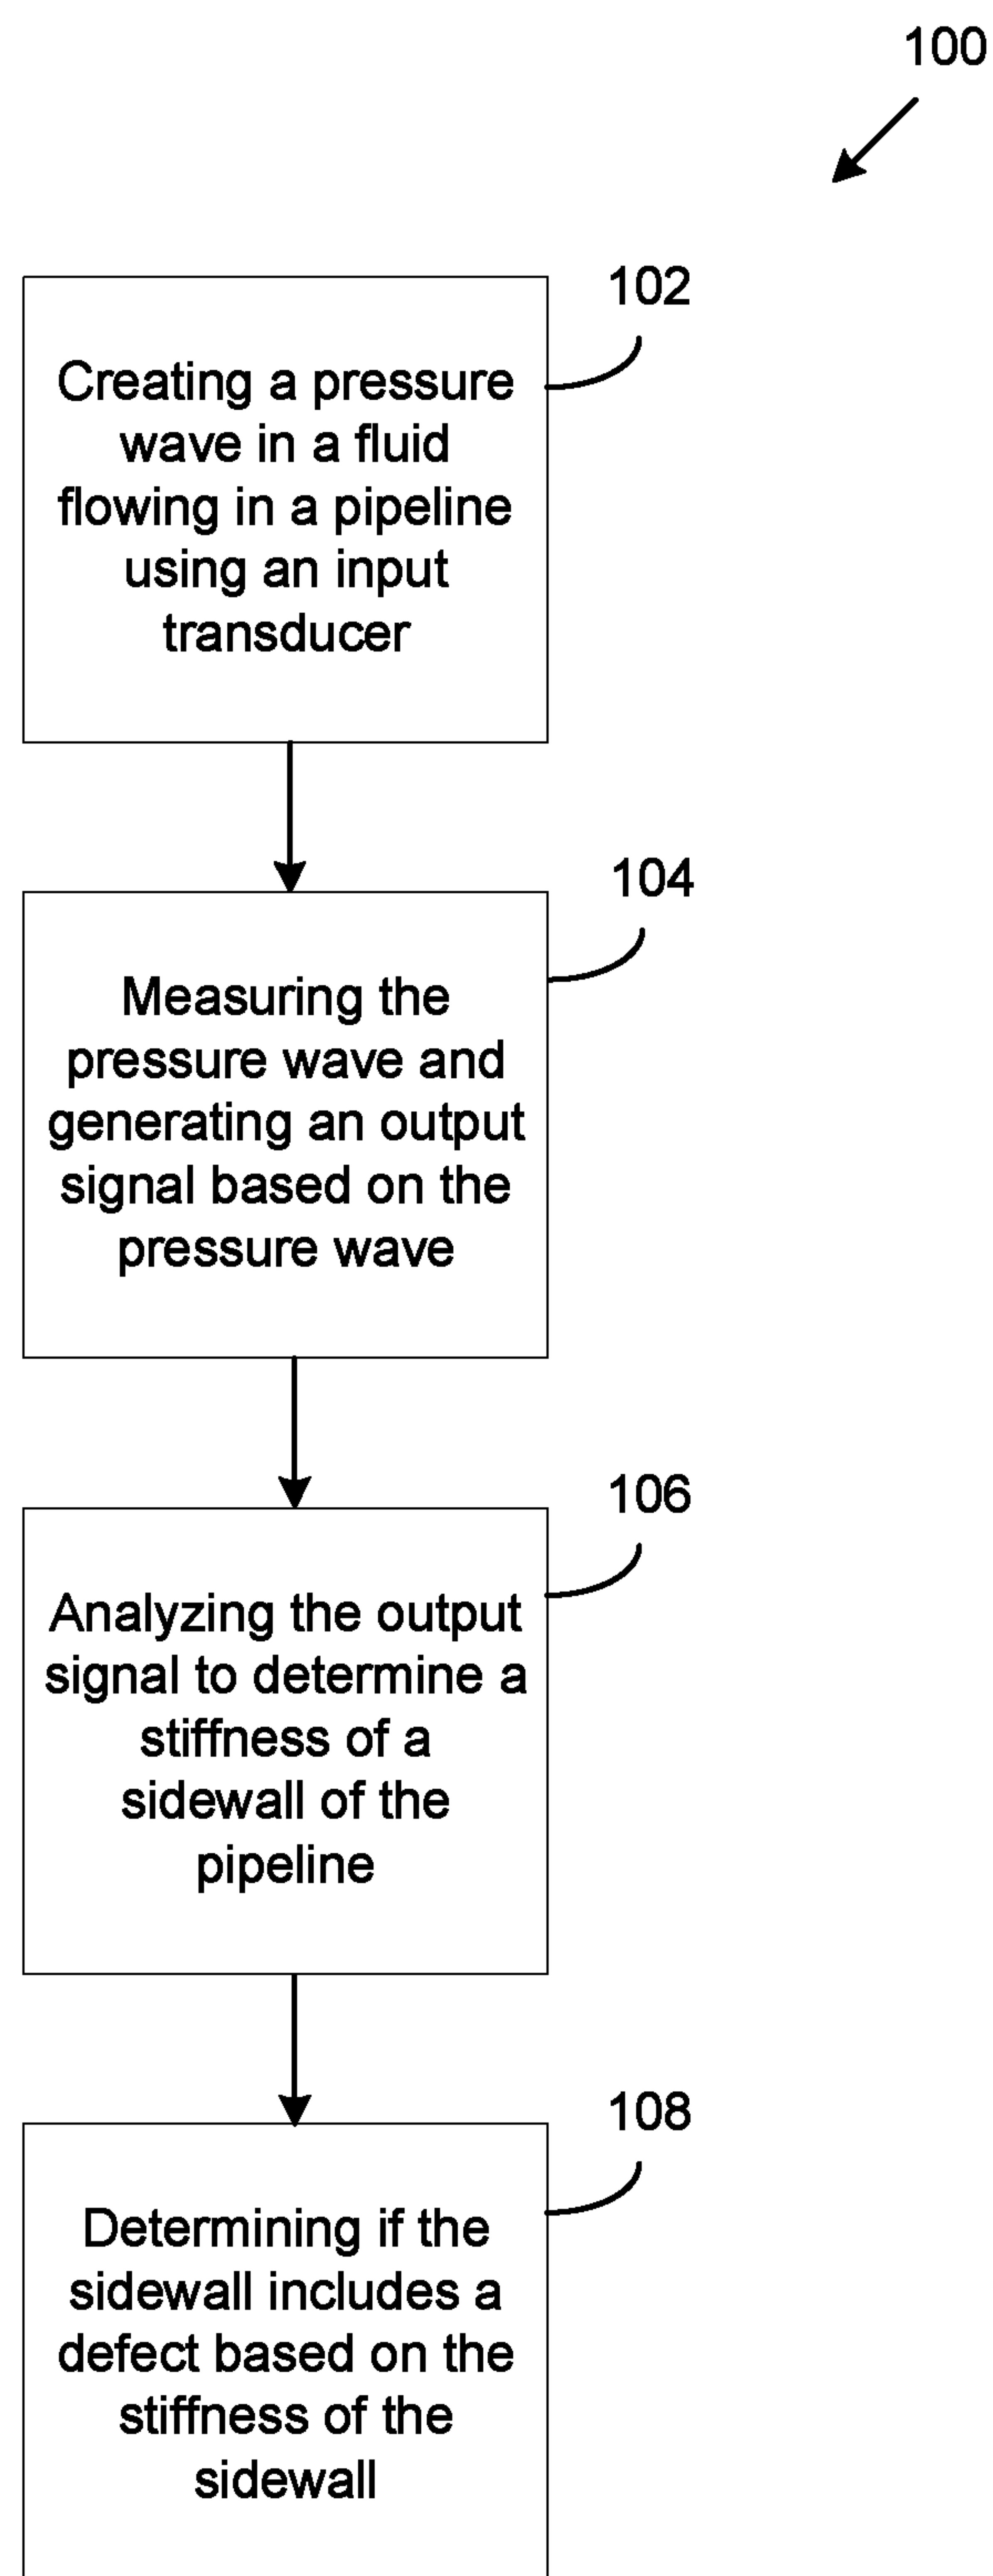 100
102
Creating a pressure
wave in a fluid
flowing in a pipeline
using an input
transducer
104
Measuring the
pressure wave and
generating an output
signal based on the
pressure wave
106
Analyzing the output
signal to determine a
stiffness of a
sidewall of the
pipeline
108
Determining if the
sidewall includes a
defect based on the
stiffness of the
sidewall